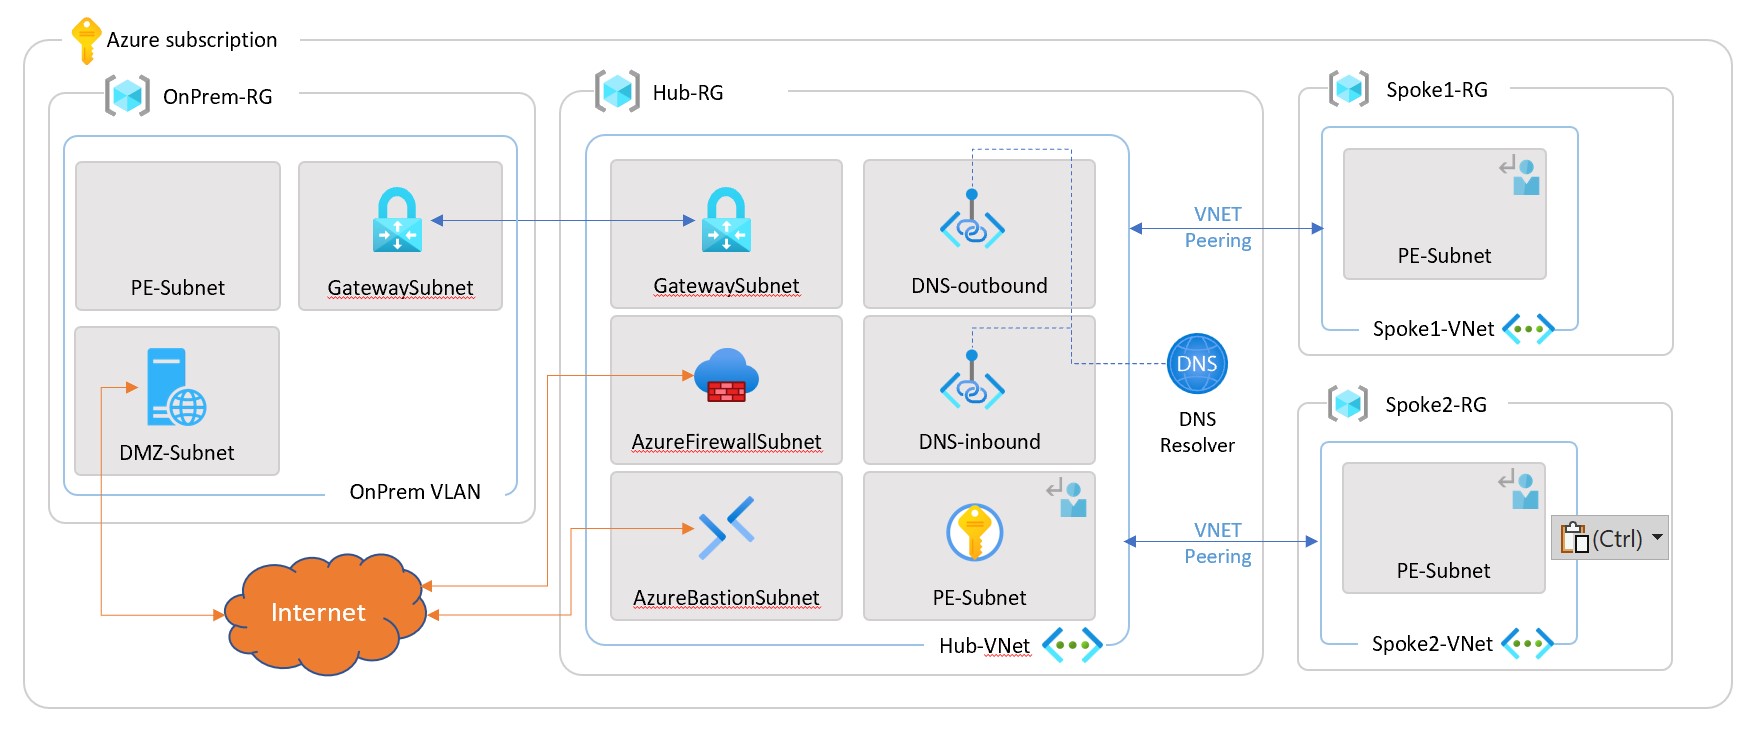 Azure subscription
OnPrem-RG
PE-Subnet
GatewaySubnet
DMZ-Subnet
OnPrem VLAN
Internet
Hub-RG
GatewaySubnet
DNS-outbound
AzureFirewallSubnet
DNS-inbound
AzureBastionSubnet
PE-Subnet
Hub-VNet
DNS
DNS
Resolver
VNET
Peering
VNET
Peering
Spoke1-RG
PE-Subnet
Spoke1-VNet
Spoke2-RG
PE-Subnet
Spoke2-VNet
(Ctrl)